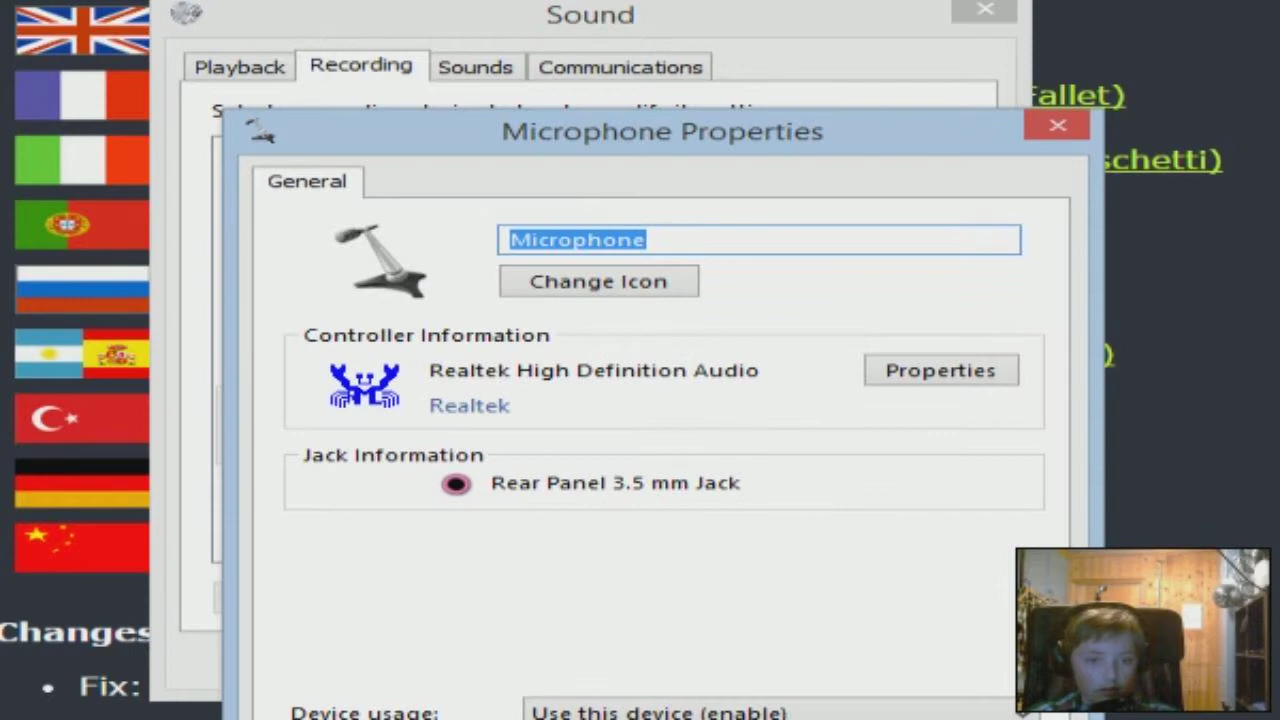 Sound
Playback
Recording
Sounds
Communications
Fallet)
schetti)
Microphone Properties
General
Microphone
Change Icon
Controller Information
Realtek High Definition Audio
Properties
Realtek
)
Jack Information
Rear Panel 3.5 mm Jack
Changes
• Fix:
Device usage:
Use this device (enable)